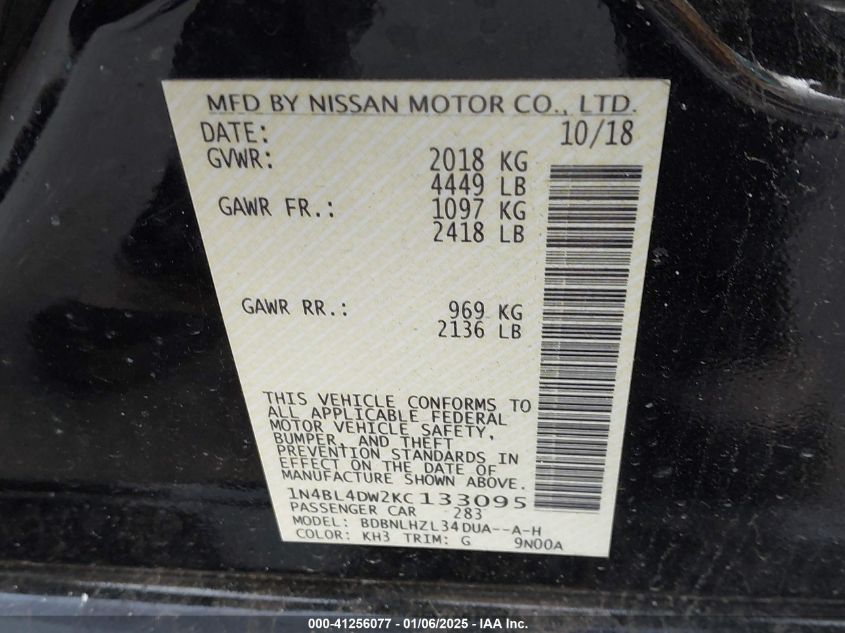 MFD BY NISSAN MOTOR CO., LTD.
DATE: 10/18
GVWR: 2018 KG
4449 LB
GAWR FR.: 1097 KG
2418 LB
GAWR RR.: 969 KG
2136 LB
THIS VEHICLE CONFORMS TO
ALL APPLICABLE FEDERAL
MOTOR VEHICLE SAFETY,
BUMPER, AND THEFT
PREVENTION STANDARDS IN
EFFECT ON THE DATE OF
MANUFACTURE SHOWN ABOVE.
1N4BL4DW2KC133095
PASSENGER CAR 283
MODEL: BDBNLHZL34DUA--A-H
COLOR: KH3 TRIM: G 9N00A
000-41256077 - 01/06/2025 - IAA Inc.